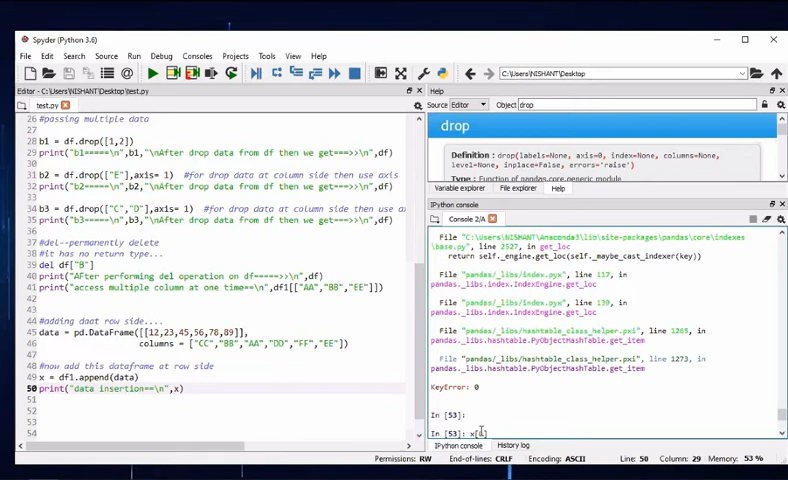 Spyder (Python 3.6)
File Edit Search Source Run Debug Consoles Projects Tools View Help
C:\Users\NISHANT\Desktop
Editor - C:\Users\NISHANT\Desktop\test.py
test.py
26 #passing multiple data
27
28 b1 = df.drop([1,2])
29 print("b1=====\n",b1,"\nAfter drop data from df then we get===>>\n",df)
30
31 b2 = df.drop(["E"],axis= 1) #for drop data at column side then use axis
32 print("b2=====\n",b2,"\nAfter drop data from df then we get===>>\n",df)
33
34 b3 = df.drop(["C","D"],axis= 1) #for drop data at column side then use a
35 print("b3=====\n",b3,"\nAfter drop data from df then we get===>>\n",df)
36
37 #del--permanently delete
38 #it has no return type...
39 del df["B"]
40 print("AFter performing del operation on df=====>>\n",df)
41 print("access multiple column at one time==\n",df1[["AA","BB","EE"]])
42
43
44 #adding daat row side....
45 data = pd.DataFrame([[12,23,45,56,78,89]],
46 columns = ["CC","BB","AA","DD","FF","EE"])
47
48 #now add this dataframe at row side
49 x = df1.append(data)
50 print("data insertion==\n",x)
51
52
53
54
Help
Source Editor Object drop
drop
Definition : drop(labels=None, axis=0, index=None, columns=None,
level=None, inplace=False, errors='raise')
Type : Function of pandas.core.generic module
Variable explorer File explorer Help
IPython console
Console 2/A
File "C:\Users\NISHANT\Anaconda3\lib\site-packages\pandas\core\indexes
\base.py", line 2527, in get_loc
return self._engine.get_loc(self._maybe_cast_indexer(key))
File "pandas/_libs/index.pyx", line 117, in
pandas._libs.index.IndexEngine.get_loc
File "pandas/_libs/index.pyx", line 139, in
pandas._libs.index.IndexEngine.get_loc
File "pandas/_libs/hashtable_class_helper.pxi", line 1265, in
pandas._libs.hashtable.PyObjectHashTable.get_item
File "pandas/_libs/hashtable_class_helper.pxi", line 1273, in
pandas._libs.hashtable.PyObjectHashTable.get_item
KeyError: 0
In [53]:
In [53]:
IPython console History log
Permissions: RW End-of-lines: CRLF Encoding: ASCII Line: 50 Column: 29 Memory: 53 %